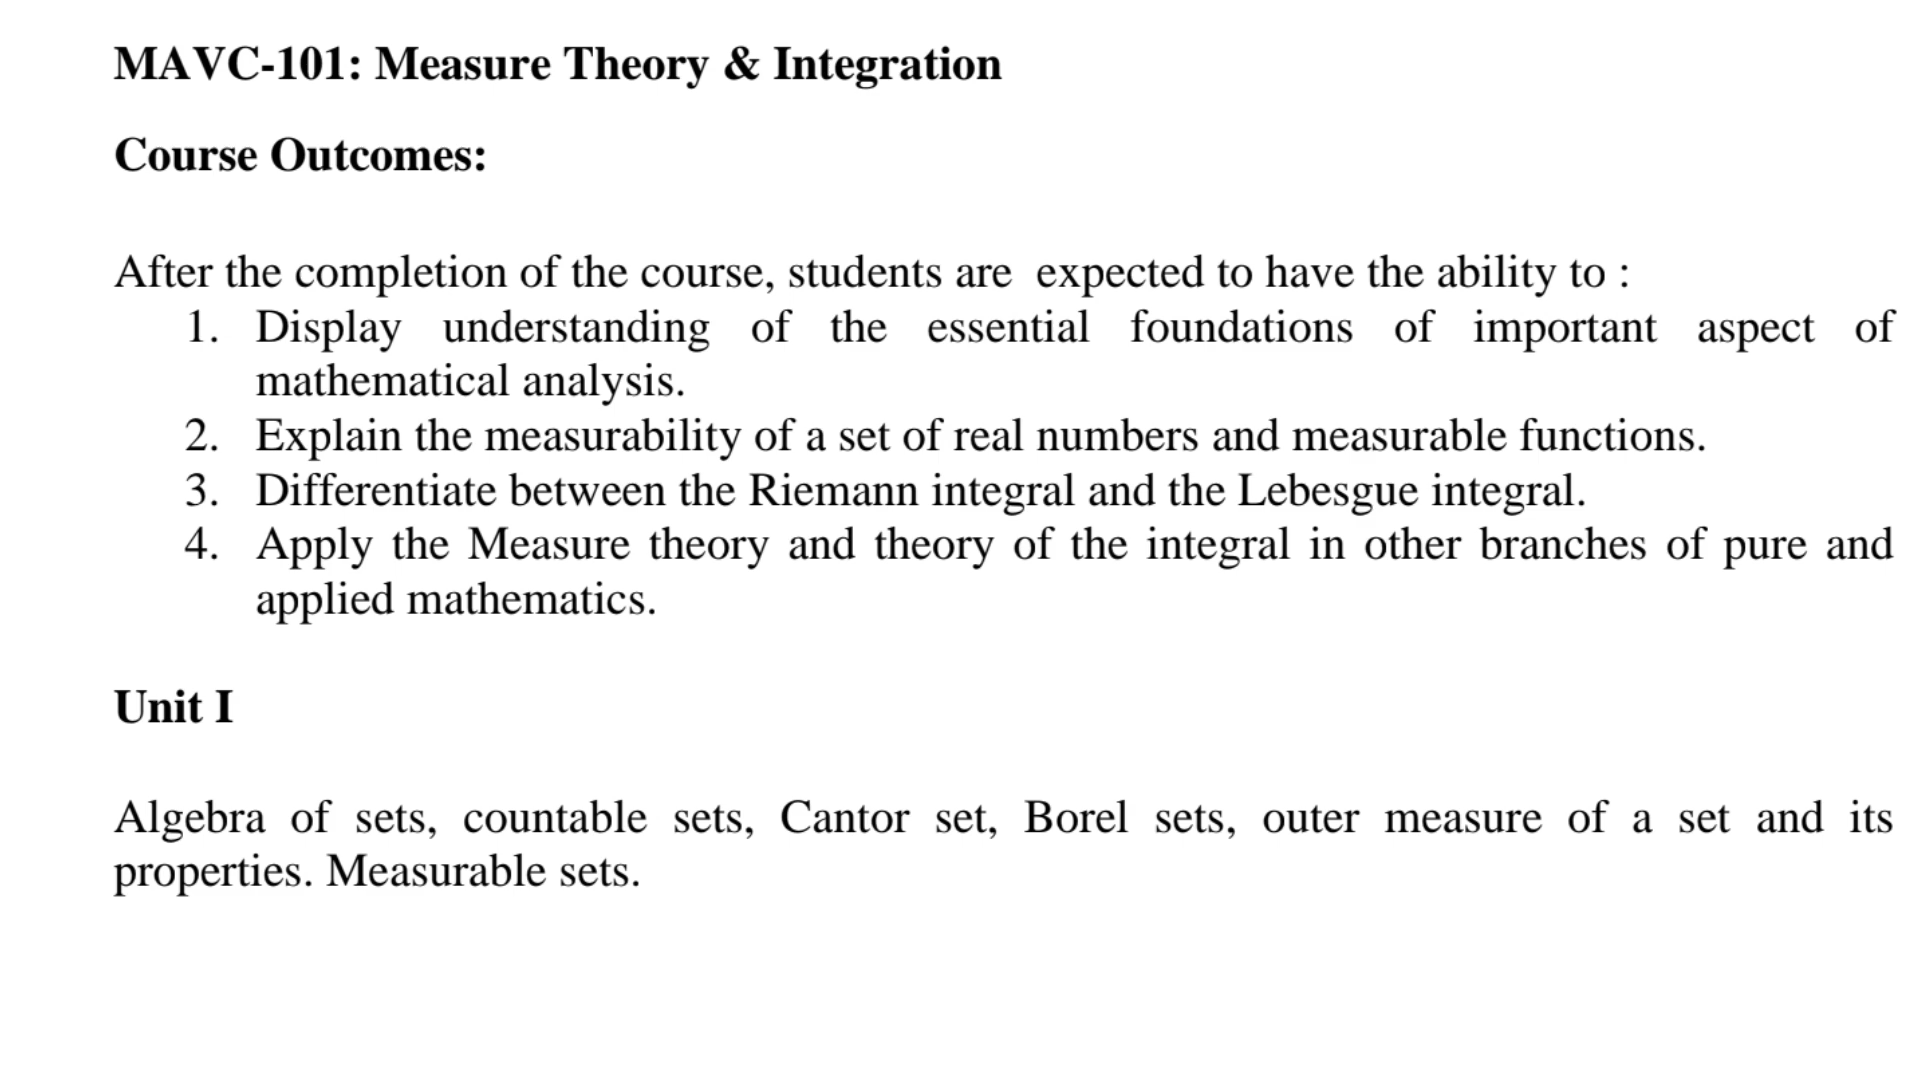 MAVC-101: Measure Theory & Integration
Course Outcomes:
After the completion of the course, students are expected to have the ability to :
1. Display understanding of the essential foundations of important aspect of
mathematical analysis.
2. Explain the measurability of a set of real numbers and measurable functions.
3. Differentiate between the Riemann integral and the Lebesgue integral.
4. Apply the Measure theory and theory of the integral in other branches of pure and
applied mathematics.
Unit I
Algebra of sets, countable sets, Cantor set, Borel sets, outer measure of a set and its
properties. Measurable sets.